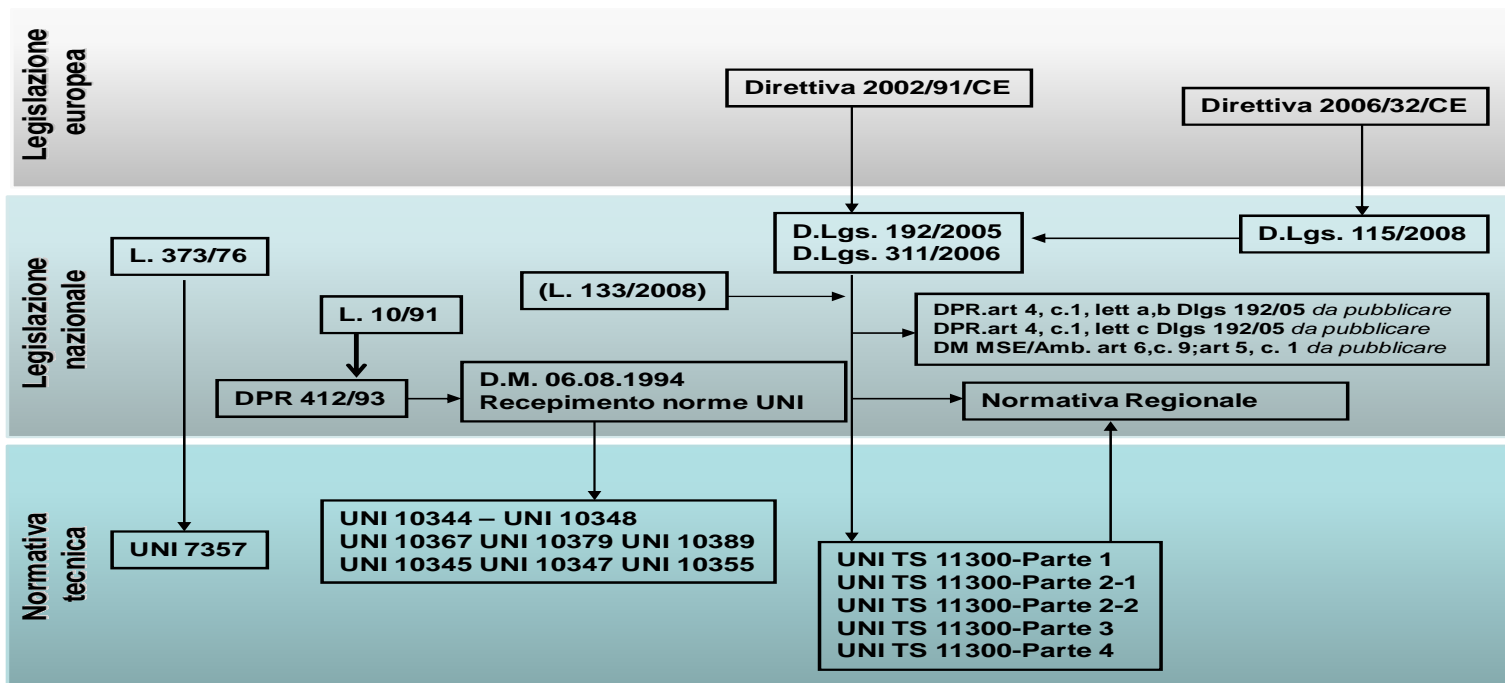 Legislazione
europea
Direttiva 2002/91/CE
Direttiva 2006/32/CE
Legislazione
nazionale
L. 373/76
L. 10/91
DPR 412/93
(L. 133/2008)
D.M. 06.08.1994
Recepimento norme UNI
D.Lgs. 192/2005
D.Lgs. 311/2006
D.Lgs. 115/2008
DPR.art 4, c.1, lett a,b Dlgs 192/05 da pubblicare
DPR.art 4, c.1, lett c Dlgs 192/05 da pubblicare
DM MSE/Amb. art 6,c. 9;art 5, c. 1 da pubblicare
Normativa Regionale
Normativa
tecnica
UNI 7357
UNI 10344 – UNI 10348
UNI 10367 UNI 10379 UNI 10389
UNI 10345 UNI 10347 UNI 10355
UNI TS 11300-Parte 1
UNI TS 11300-Parte 2-1
UNI TS 11300-Parte 2-2
UNI TS 11300-Parte 3
UNI TS 11300-Parte 4